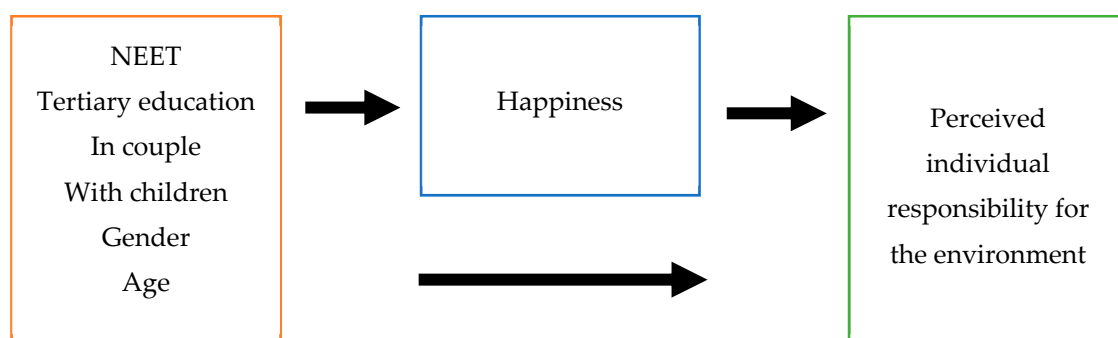 NEET
Tertiary education
In couple
With children
Gender
Age
Happiness
Perceived
individual
responsibility for
the environment